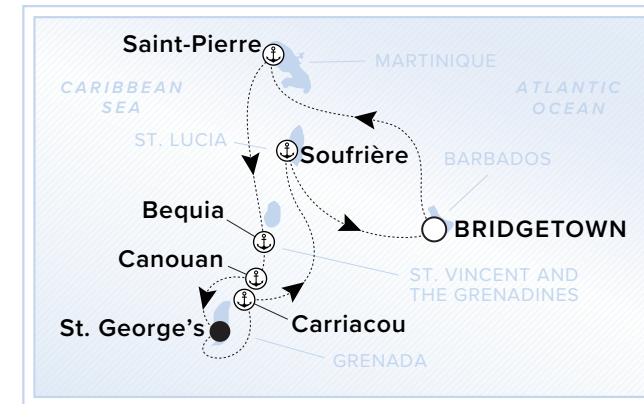 Saint-Pierre
MARTINIQUE
CARIBBEAN
SEA
ATLANTIC
OCEAN
ST. LUCIA
Soufrière
BARBADOS
Bequia
BRIDGETOWN
Canouan
ST. VINCENT AND
THE GRENADINES
St. George's
Carriacou
GRENADA